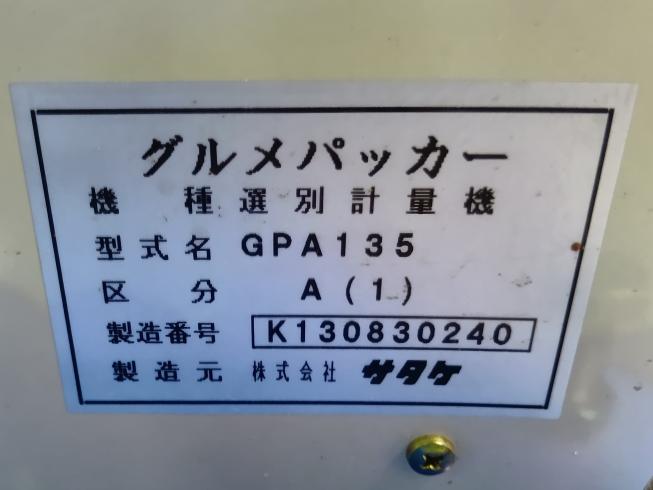 グルメパッカー
機種 選別計量機
型式名 GPA135
区分 A(1)
製造番号 K130830240
製造元 株式会社 サタケ